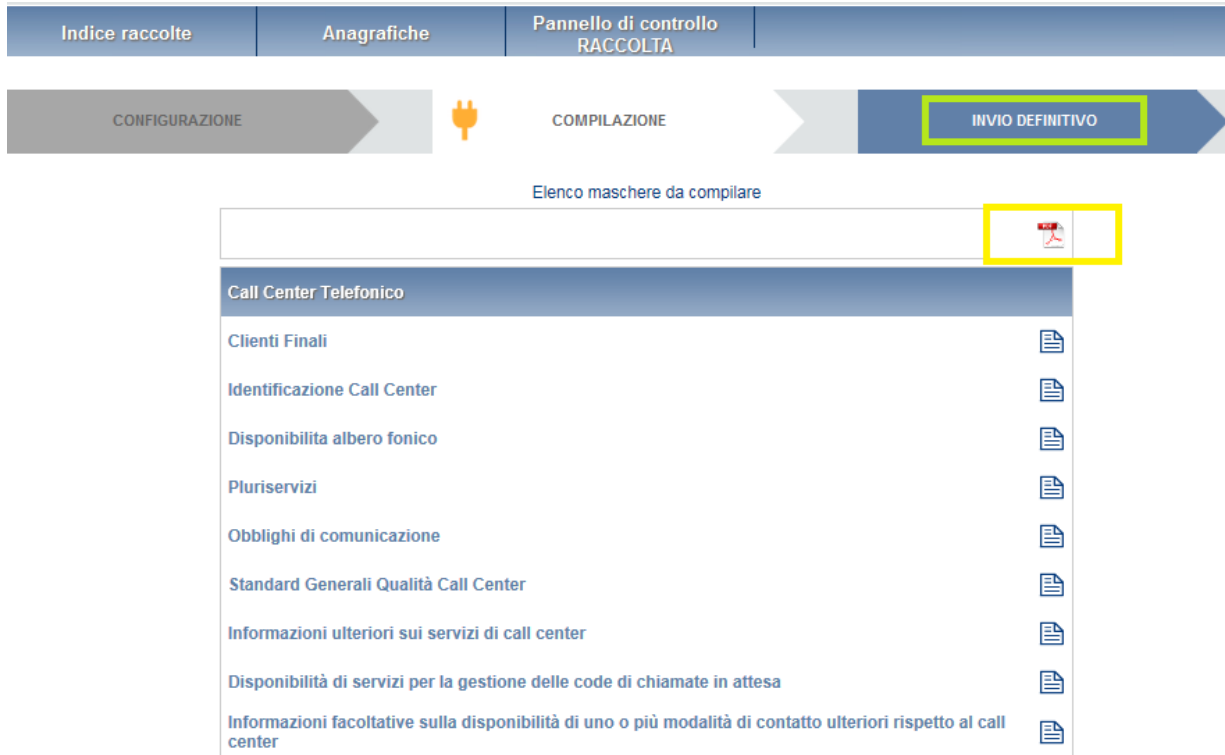 Indice raccolte
Anagrafiche
Pannello di controllo
RACCOLTA
CONFIGURAZIONE
COMPILAZIONE
INVIO DEFINITIVO
Elenco maschere da compilare
Call Center Telefonico
Clienti Finali
Identificazione Call Center
Disponibilita albero fonico
Pluriservizi
Obblighi di comunicazione
Standard Generali Qualità Call Center
Informazioni ulteriori sui servizi di call center
Disponibilità di servizi per la gestione delle code di chiamate in attesa
Informazioni facoltative sulla disponibilità di uno o più modalità di contatto ulteriori rispetto al call
center